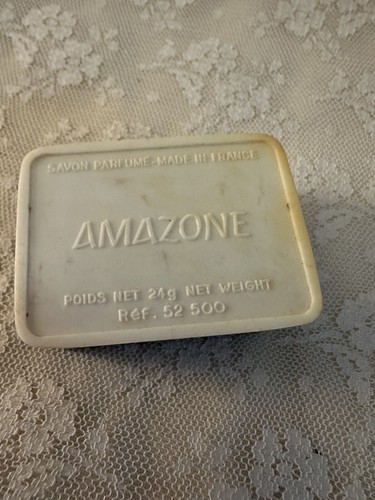 SAVON PARFUMÉ-MADE IN FRANCE
AMAZONE
POIDS NET 24g NET WEIGHT
Réf. 52 500